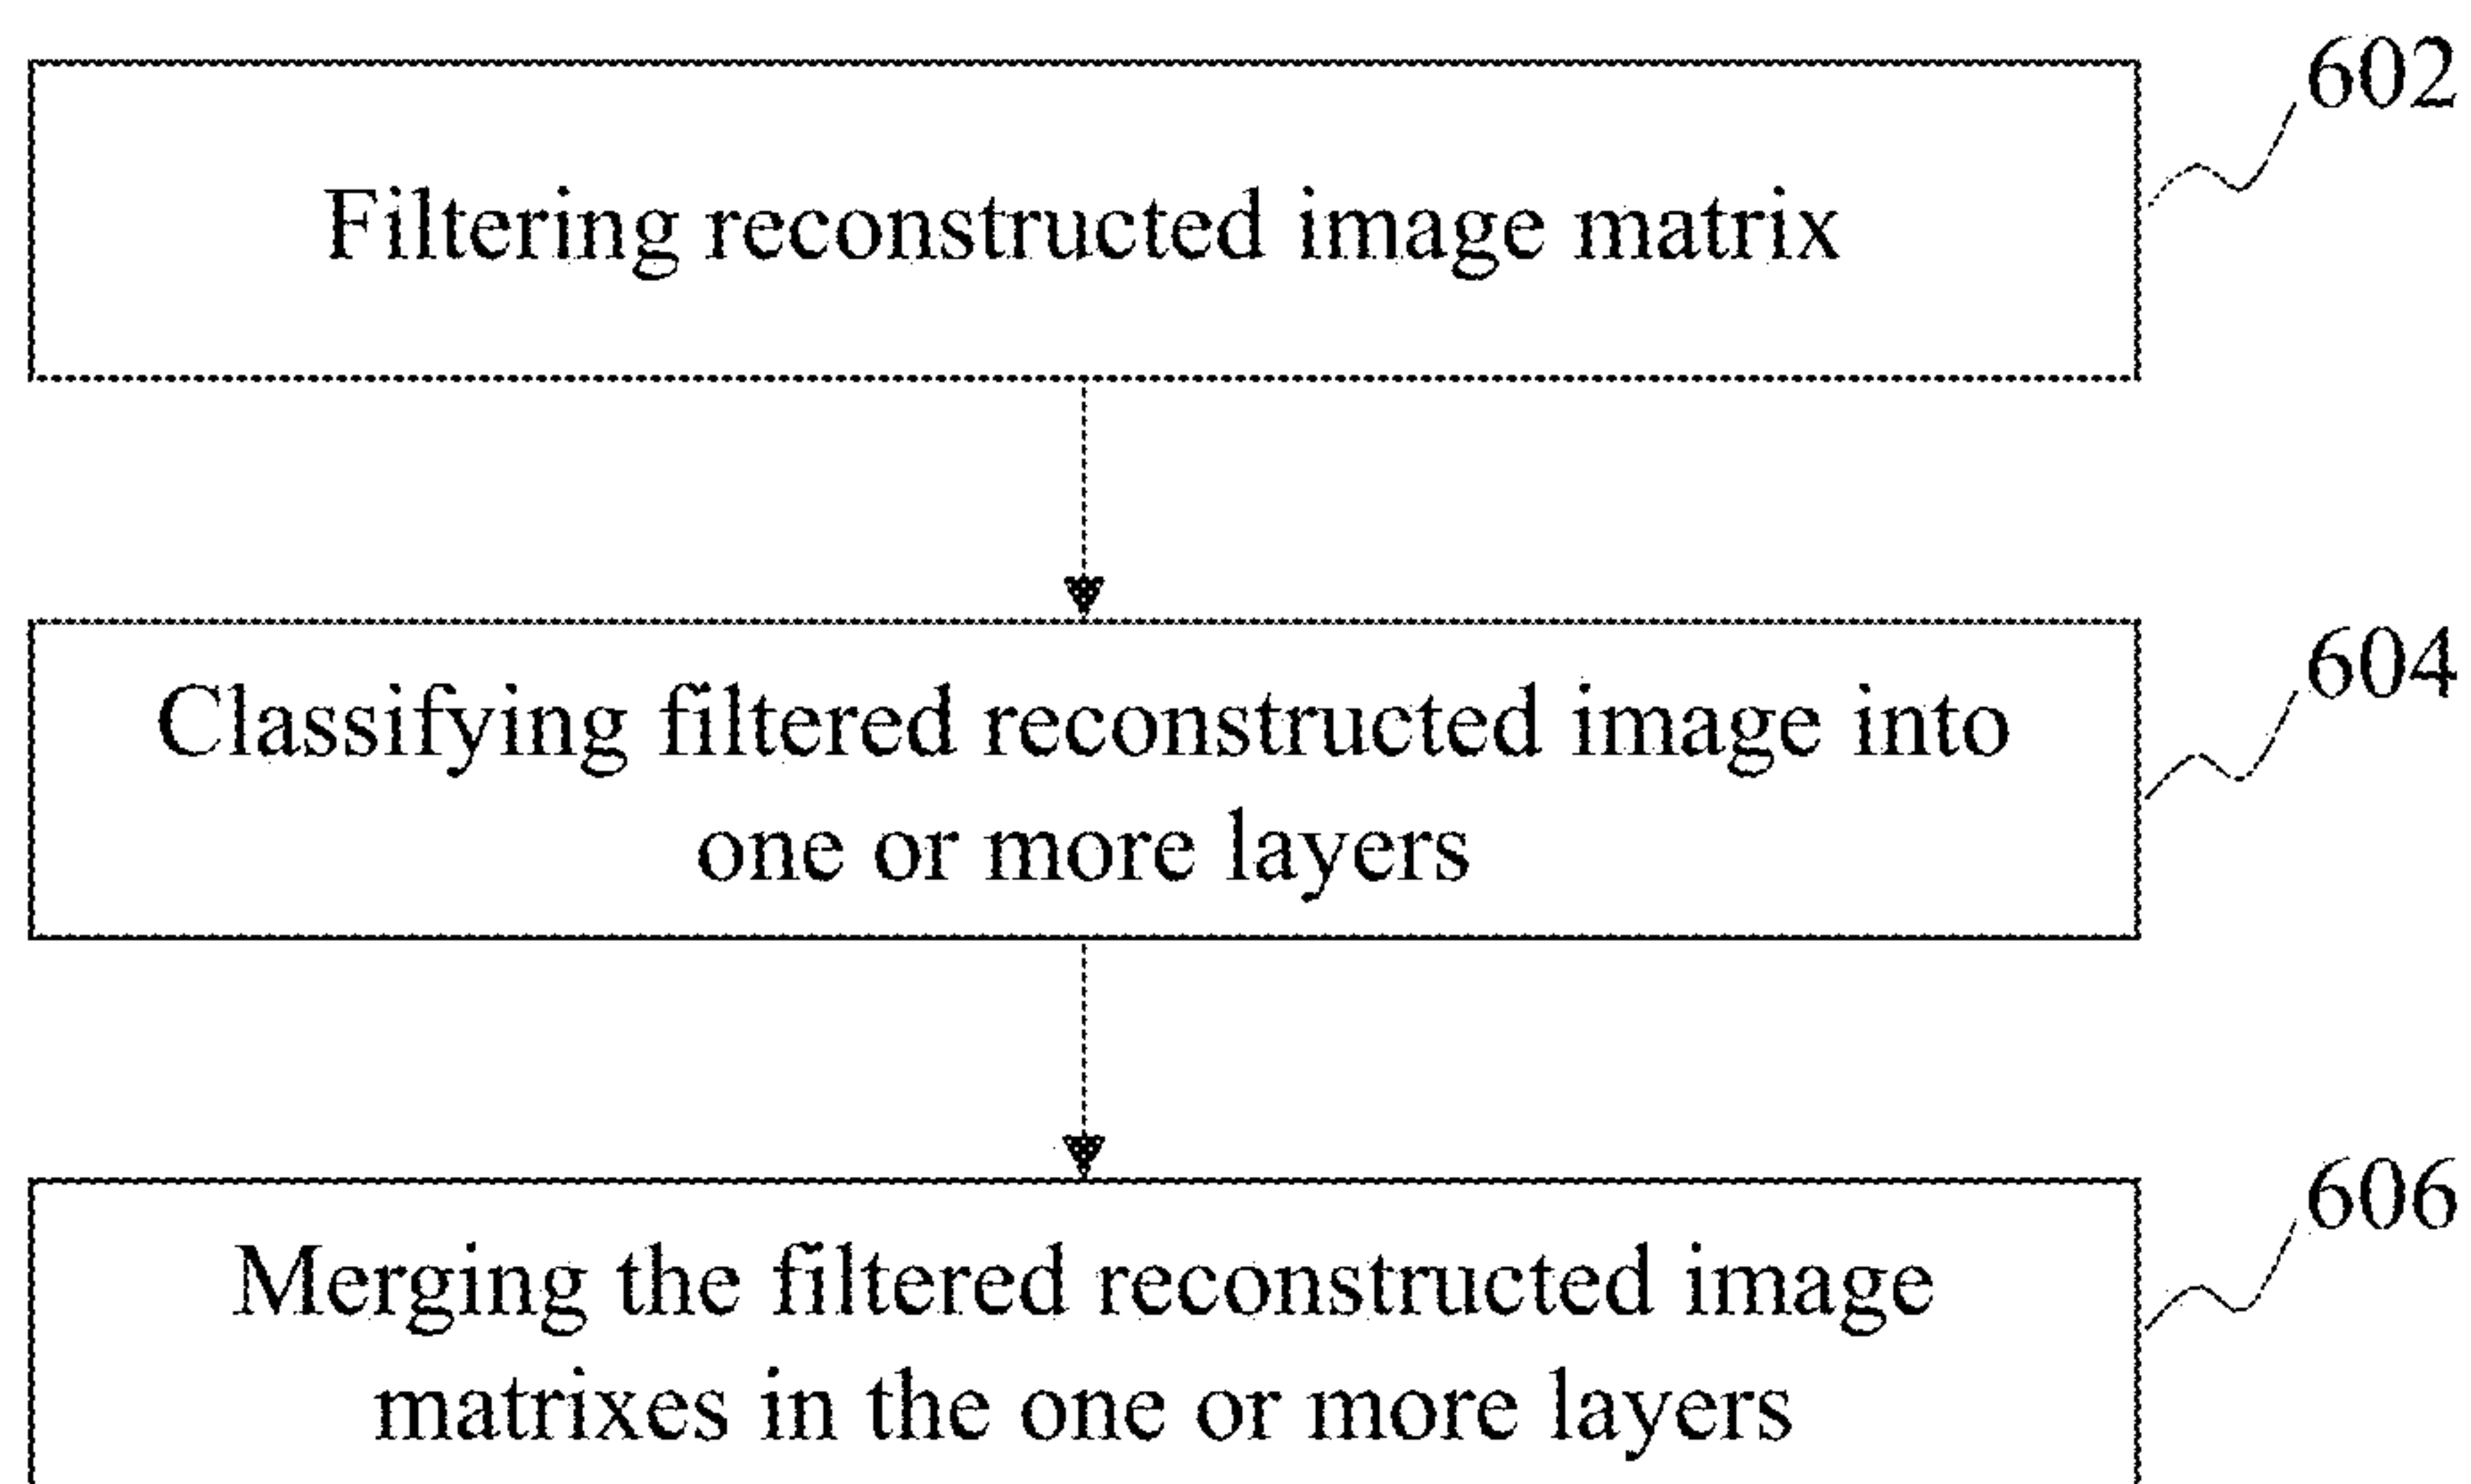 602
Filtering reconstructed image matrix
604
Classifying filtered reconstructed image into
one or more layers
606
Merging the filtered reconstructed image
matrixes in the one or more layers